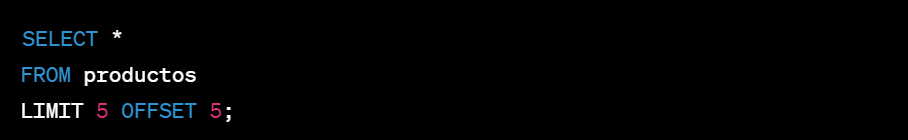 SELECT *
FROM productos
LIMIT 5 OFFSET 5;